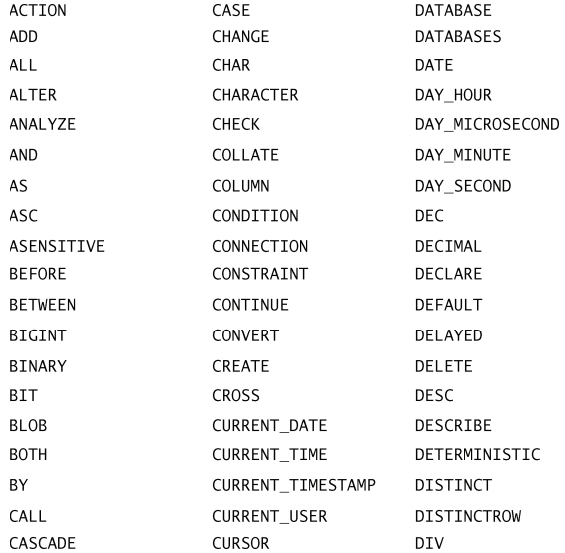 ACTION CASE DATABASE
ADD CHANGE DATABASES
ALL CHAR DATE
ALTER CHARACTER DAY_HOUR
ANALYZE CHECK DAY_MICROSECOND
AND COLLATE DAY_MINUTE
AS COLUMN DAY_SECOND
ASC CONDITION DEC
ASENSITIVE CONNECTION DECIMAL
BEFORE CONSTRAINT DECLARE
BETWEEN CONTINUE DEFAULT
BIGINT CONVERT DELAYED
BINARY CREATE DELETE
BIT CROSS DESC
BLOB CURRENT_DATE DESCRIBE
BOTH CURRENT_TIME DETERMINISTIC
BY CURRENT_TIMESTAMP DISTINCT
CALL CURRENT_USER DISTINCTROW
CASCADE CURSOR DIV